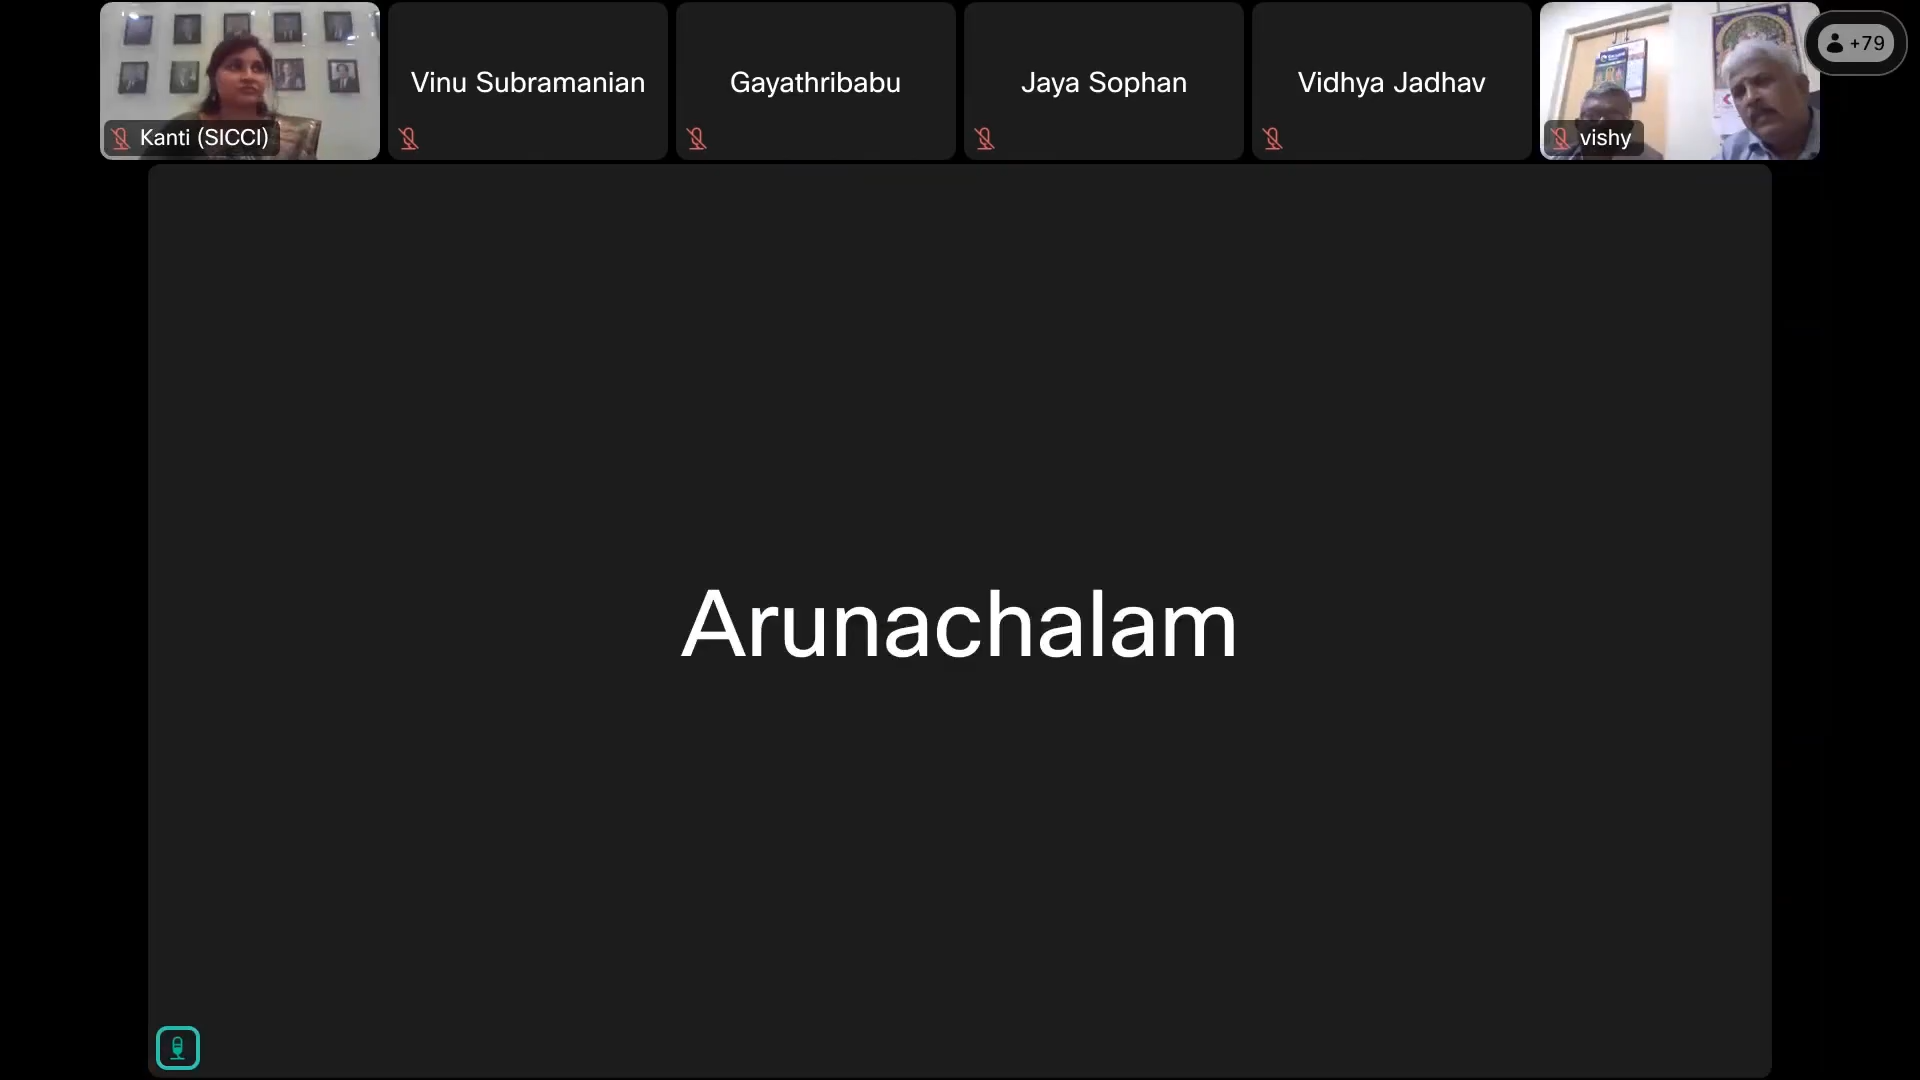 Kanti (SICCI)
Vinu Subramanian
Gayathribabu
Jaya Sophan
Vidhya Jadhav
vishy
+79
Arunachalam